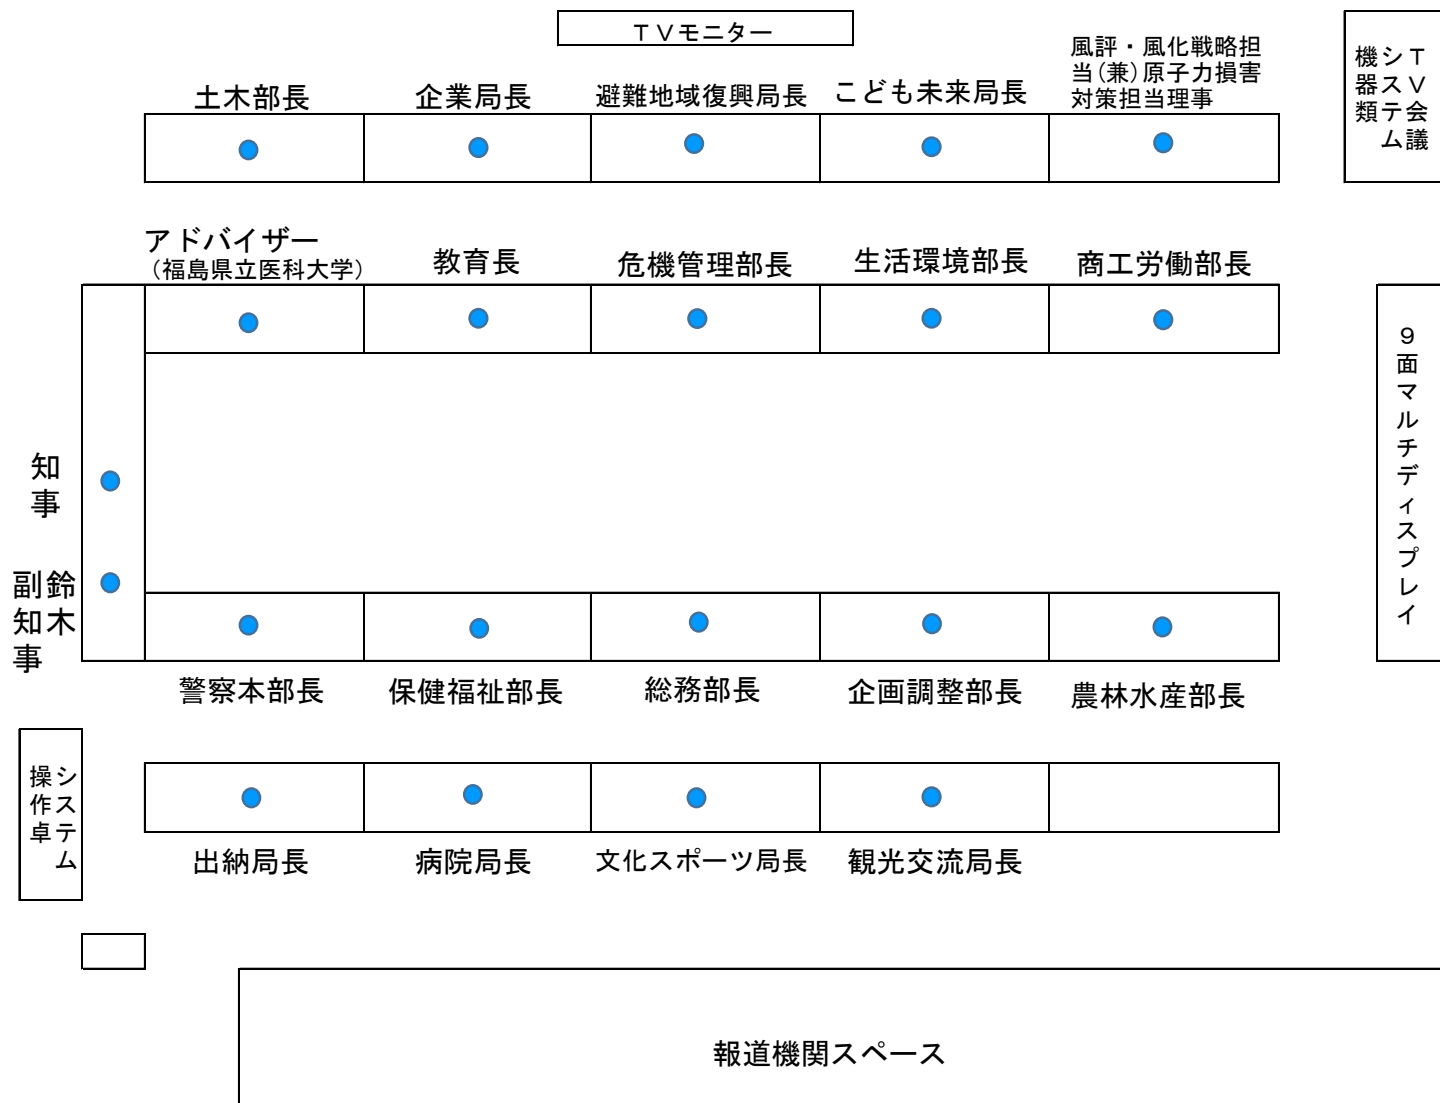 ＴＶモニター
土木部長
企業局長
避難地域復興局長
こども未来局長
風評・風化戦略担
当(兼)原子力損害
対策担当理事
ＴＶ会議
システム
機器類
アドバイザー
（福島県立医科大学）
教育長
危機管理部長
生活環境部長
商工労働部長
９面マルチディスプレイ
知事
鈴木
副知事
警察本部長
保健福祉部長
総務部長
企画調整部長
農林水産部長
システム
操作卓
出納局長
病院局長
文化スポーツ局長
観光交流局長
報道機関スペース